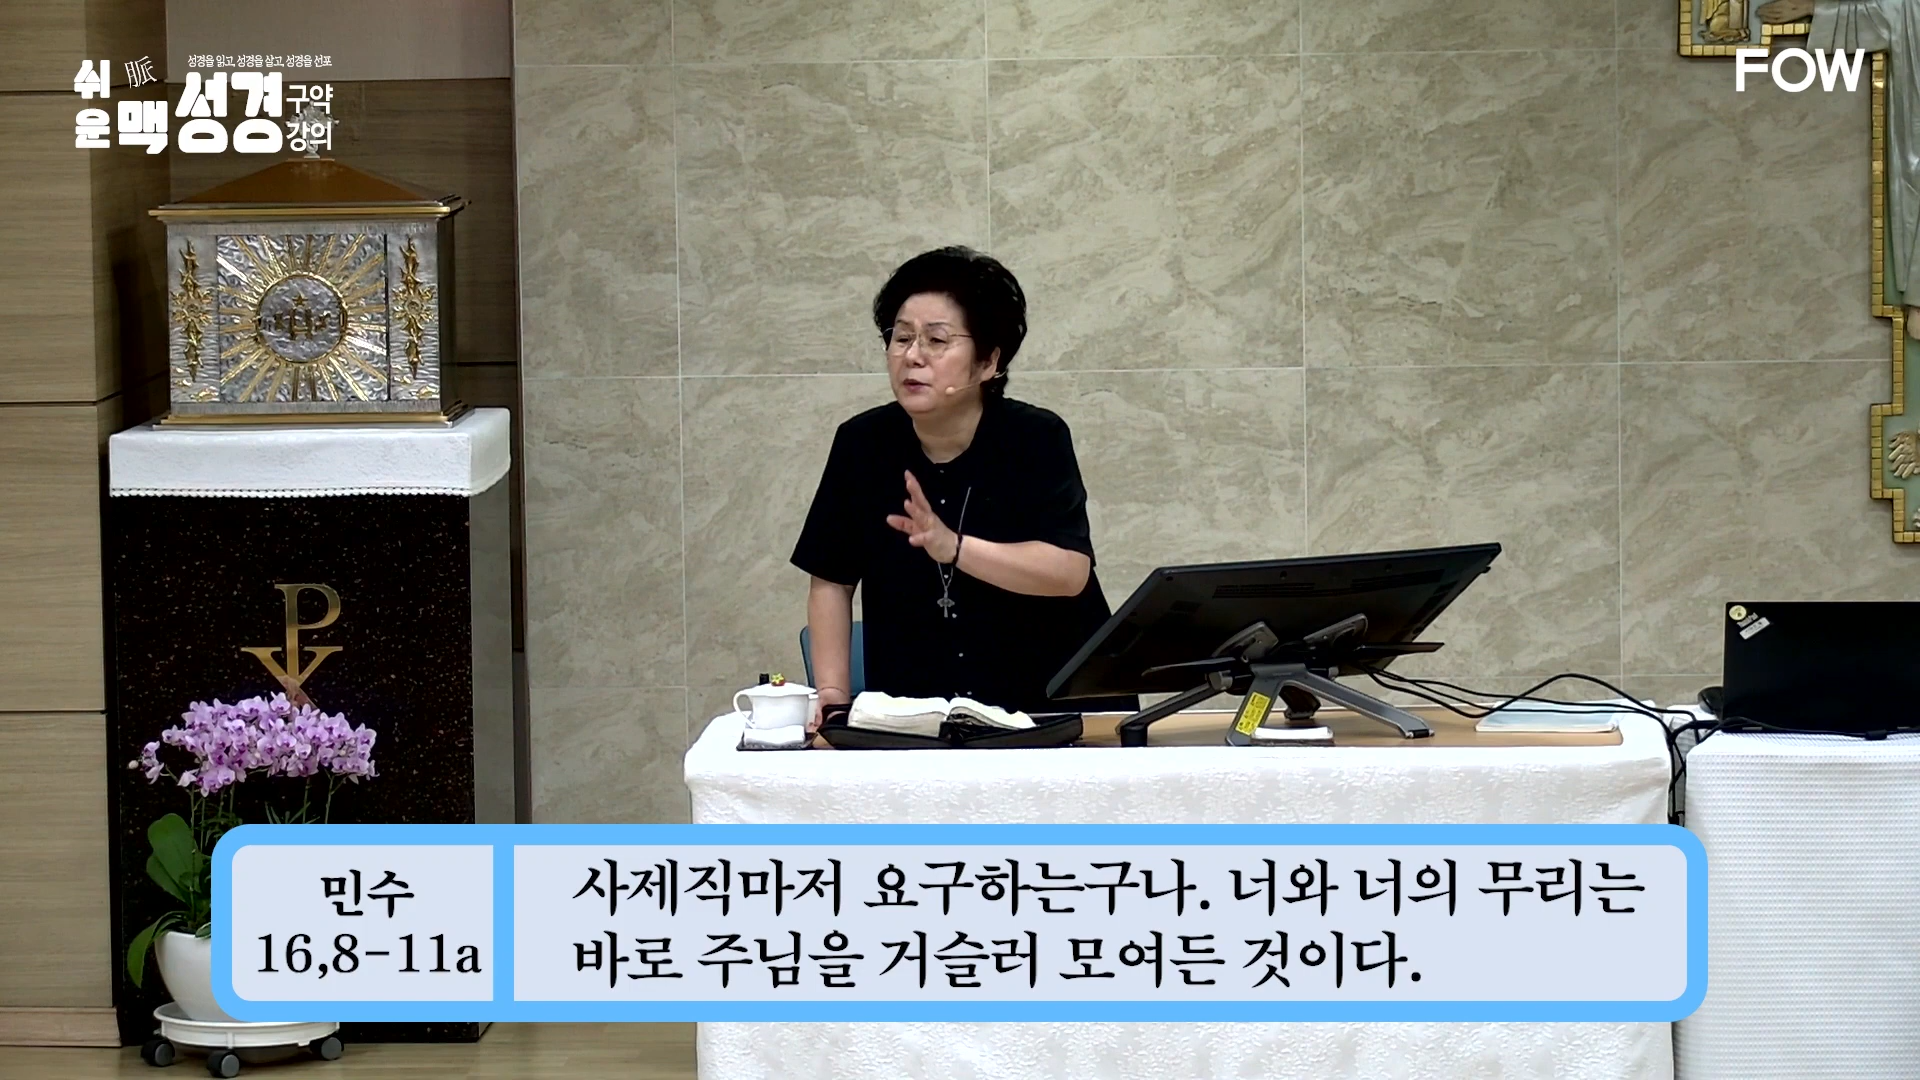 성경을 읽고, 성경을 살고, 성경을 선포
쉬운 脈 맥 성경 구약 강의
FOW
민수
16,8-11a
사제직마저 요구하는구나. 너와 너의 무리는
바로 주님을 거슬러 모여든 것이다.